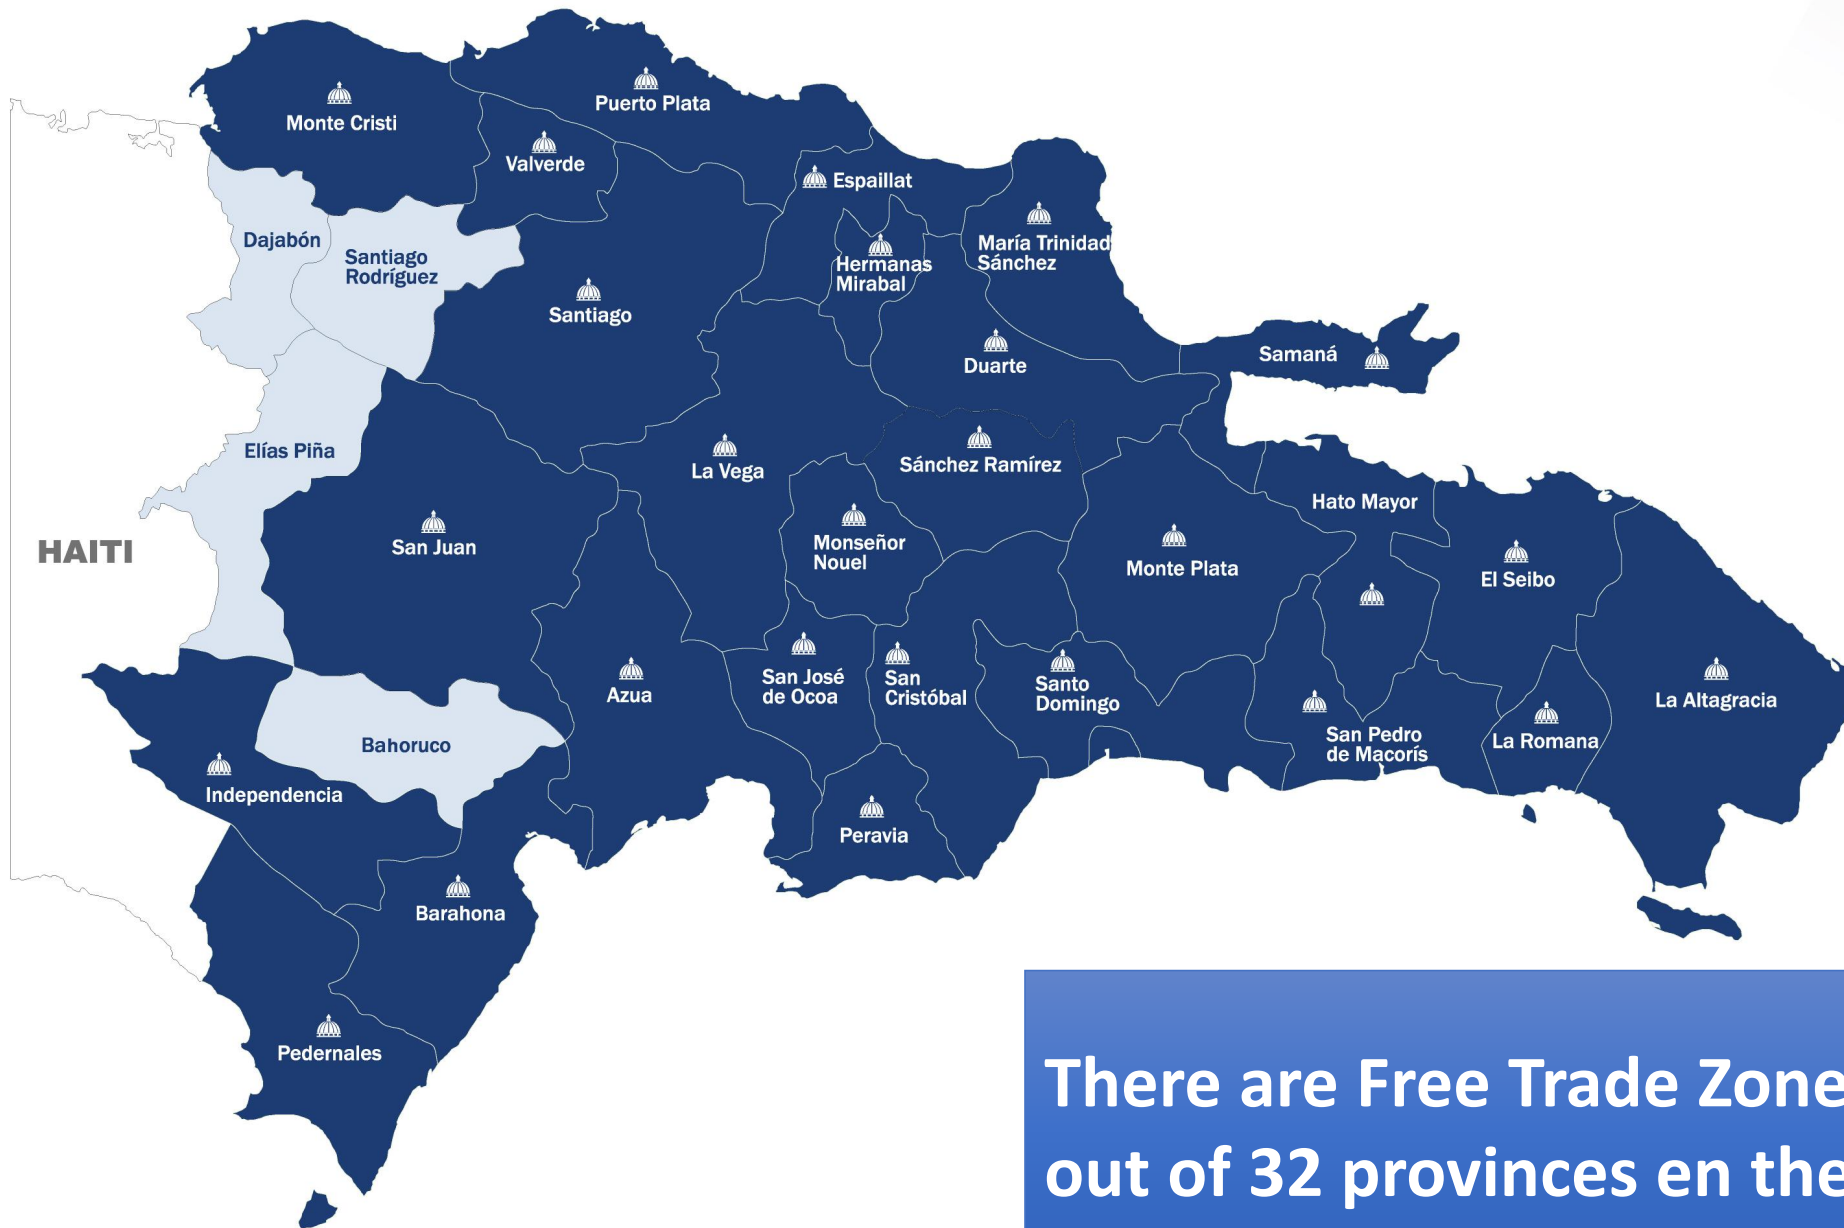 Puerto Plata
Monte Cristi
Valverde
Espaillat
Dajabón
Santiago
Rodríguez
María Trinidad
Sánchez
Hermanas
Mirabal
Santiago
Samaná
Duarte
Elías Piña
La Vega
Sánchez Ramírez
Hato Mayor
HAITI
San Juan
Monseñor
Nouel
Monte Plata
El Seibo
Azua
San José
de Ocoa
San
Cristóbal
Santo
Domingo
La Altagracia
San Pedro
de Macorís
La Romana
Bahoruco
Independencia
Peravia
Barahona
Pedernales
There are Free Trade Zone
out of 32 provinces en the